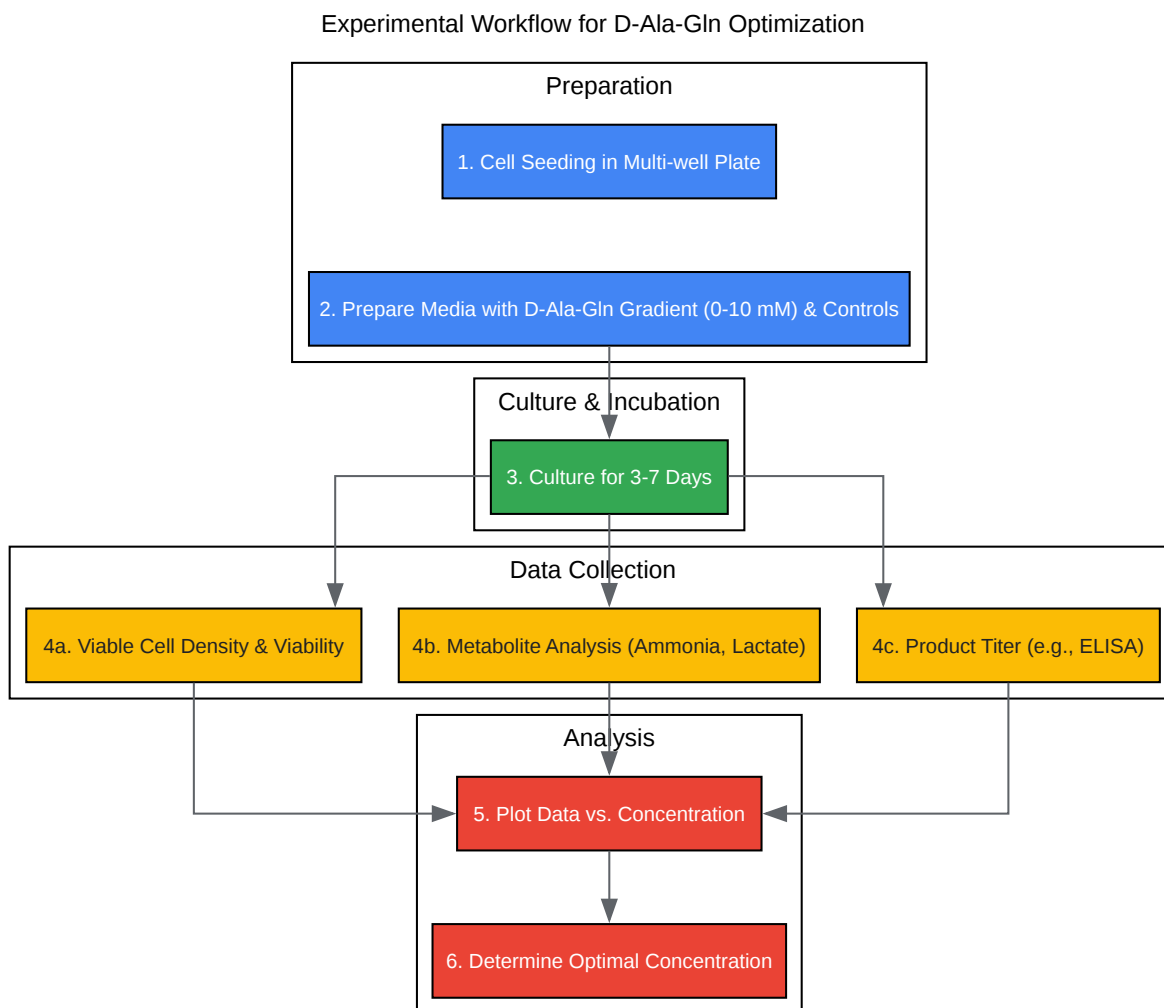 Experimental Workflow for D-Ala-Gln Optimization
Preparation
1. Cell Seeding in Multi-well Plate
2. Prepare Media with D-Ala-Gln Gradient (0-10 mM) & Controls
Culture & Incubation
3. Culture for 3-7 Days
Data Collection
4a. Viable Cell Density & Viability
4b. Metabolite Analysis (Ammonia, Lactate)
4c. Product Titer (e.g., ELISA)
Analysis
5. Plot Data vs. Concentration
6. Determine Optimal Concentration